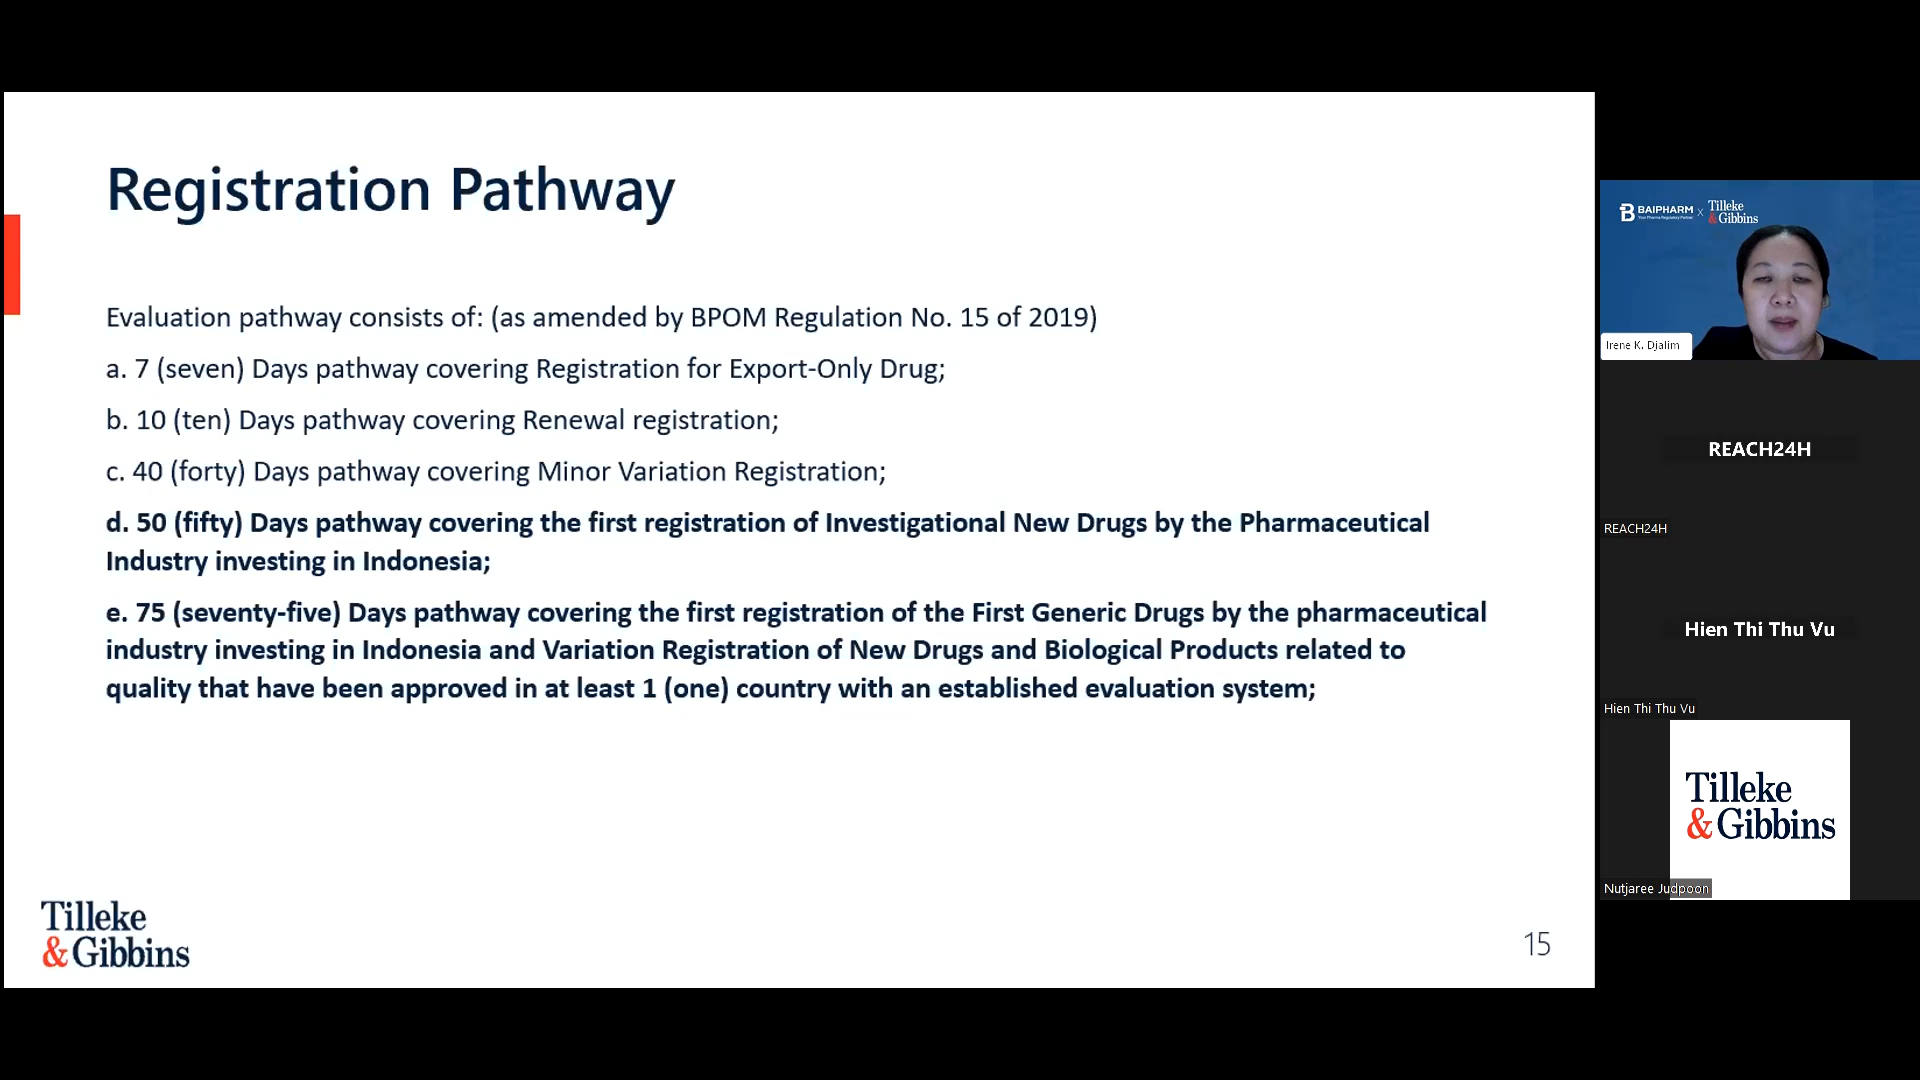 Registration Pathway
Evaluation pathway consists of: (as amended by BPOM Regulation No. 15 of 2019)
a. 7 (seven) Days pathway covering Registration for Export-Only Drug;
b. 10 (ten) Days pathway covering Renewal registration;
c. 40 (forty) Days pathway covering Minor Variation Registration;
d. 50 (fifty) Days pathway covering the first registration of Investigational New Drugs by the Pharmaceutical
Industry investing in Indonesia;
e. 75 (seventy-five) Days pathway covering the first registration of the First Generic Drugs by the pharmaceutical
industry investing in Indonesia and Variation Registration of New Drugs and Biological Products related to
quality that have been approved in at least 1 (one) country with an established evaluation system;
Tilleke
& Gibbins
15
BAIPHARM x Tilleke
& Gibbins
Your Pharma Regulatory Partner
Irene K. Djalim
REACH24H
REACH24H
Hien Thi Thu Vu
Hien Thi Thu Vu
Tilleke
& Gibbins
Nutjaree Judpoon